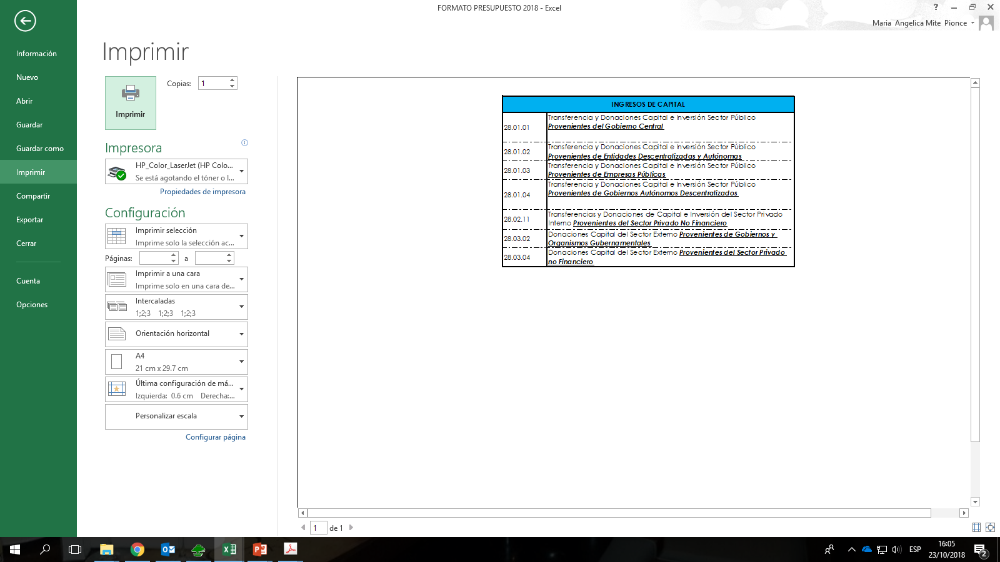 FORMATO PRESUPUESTO 2018 - Excel
?
Maria Angelica Mite Pionce
Información
Nuevo
Abrir
Guardar
Guardar como
Imprimir
Compartir
Exportar
Cerrar
Cuenta
Opciones
Imprimir
Imprimir
Copias: 1
Impresora
HP_Color_LaserJet (HP Colo...
Se está agotando el tóner o l...
Propiedades de impresora
Configuración
Imprimir selección
Imprime solo la selección ac...
Páginas: a
Imprimir a una cara
Imprime solo en una cara de...
Intercaladas
1;2;3 1;2;3 1;2;3
Orientación horizontal
A4
21 cm x 29.7 cm
Última configuración de má...
Izquierda: 0.6 cm Derecha:...
Personalizar escala
Configurar página
INGRESOS DE CAPITAL
28.01.01
Transferencia y Donaciones Capital e Inversión Sector Público
Provenientes del Gobierno Central
28.01.02
Transferencia y Donaciones Capital e Inversión Sector Público
Provenientes de Entidades Descentralizadas y Autónomas
28.01.03
Transferencia y Donaciones Capital e Inversión Sector Público
Provenientes de Empresas Públicas
28.01.04
Transferencia y Donaciones Capital e Inversión Sector Público
Provenientes de Gobiernos Autónomos Descentralizados
28.02.11
Transferencias y Donaciones de Capital e Inversión del Sector Privado
Interno Provenientes del Sector Privado No Financiero
28.03.02
Donaciones Capital del Sector Externo Provenientes de Gobiernos y
Organismos Gubernamentales
28.03.04
Donaciones Capital del Sector Externo Provenientes del Sector Privado
no Financiero
1 de 1
ESP
16:05
23/10/2018
2